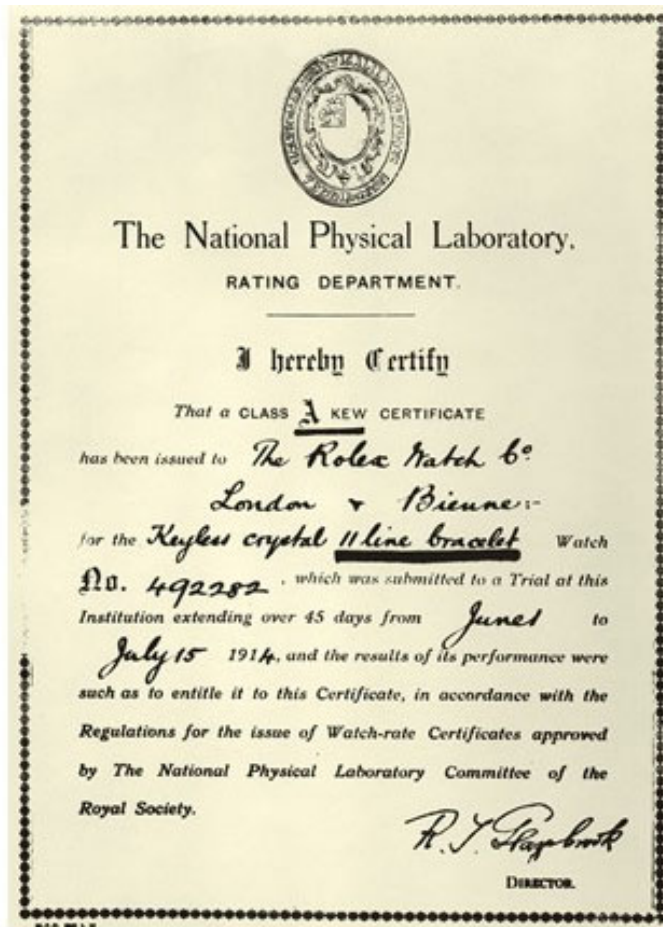 The National Physical Laboratory.
RATING DEPARTMENT.
I hereby Certify
That a CLASS A KEW CERTIFICATE
has been issued to The Rolex Watch Co.
London & Bienne:-
for the Keyless crystal 11 line bracelet Watch
No. 492282, which was submitted to a Trial at this
Institution extending over 45 days from June 1 to
July 15 1914, and the results of its performance were
such as to entitle it to this Certificate, in accordance with the
Regulations for the issue of Watch-rate Certificates approved
by The National Physical Laboratory Committee of the
Royal Society.
R. T. Glazebrook
DIRECTOR.